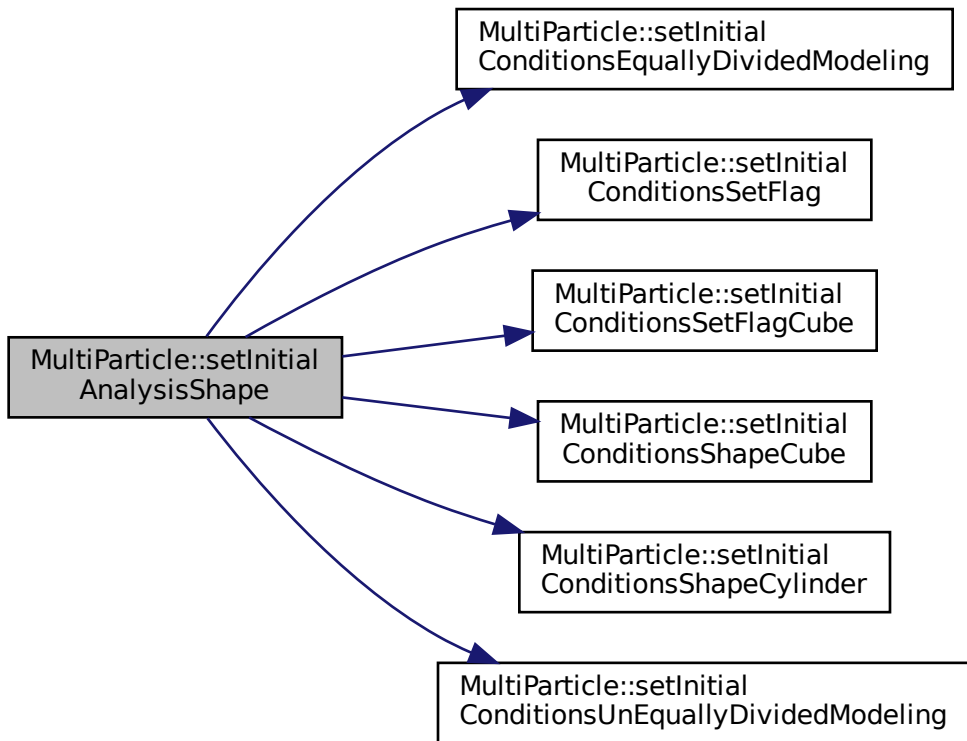 MultiParticle::setInitial
ConditionsEquallyDividedModeling
MultiParticle::setInitial
ConditionsSetFlag
MultiParticle::setInitial
ConditionsSetFlagCube
MultiParticle::setInitial
AnalysisShape
MultiParticle::setInitial
ConditionsShapeCube
MultiParticle::setInitial
ConditionsShapeCylinder
MultiParticle::setInitial
ConditionsUnEquallyDividedModeling